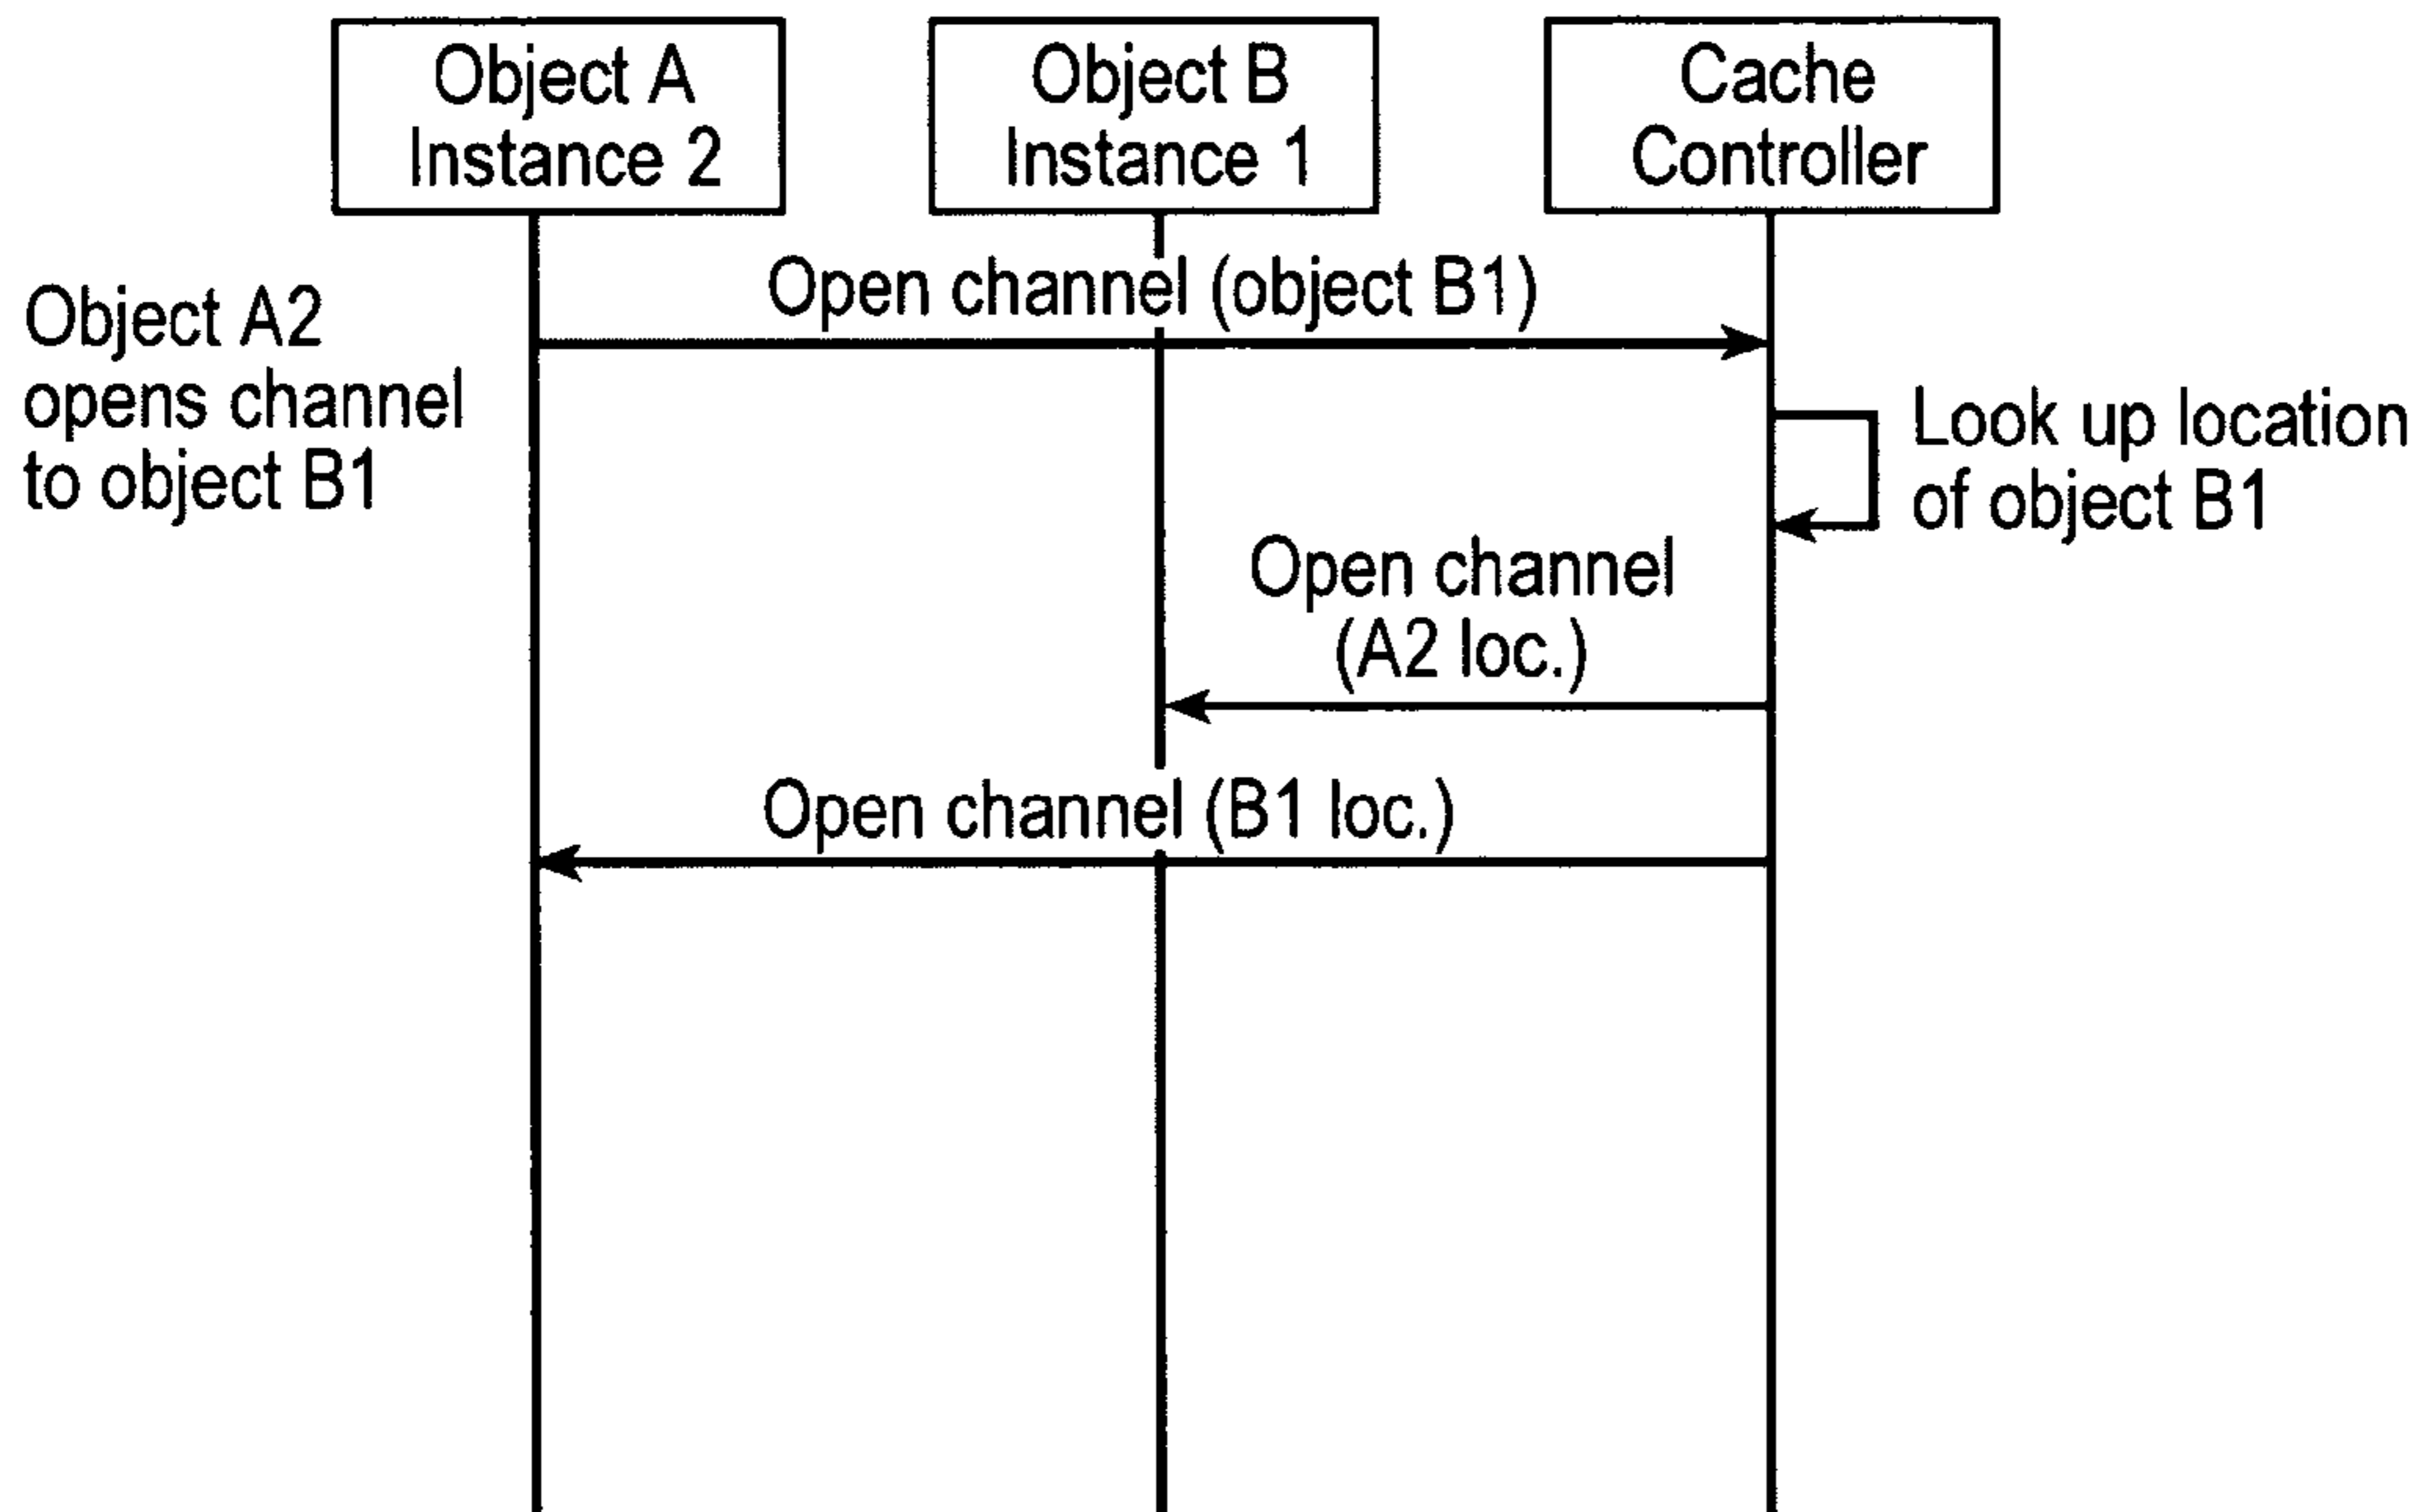 Object A
Instance 2
Object B
Instance 1
Cache
Controller
Open channel (object B1)
Object A2
opens channel
to object B1
Look up location
of object B1
Open channel
(A2 loc.)
Open channel (B1 loc.)